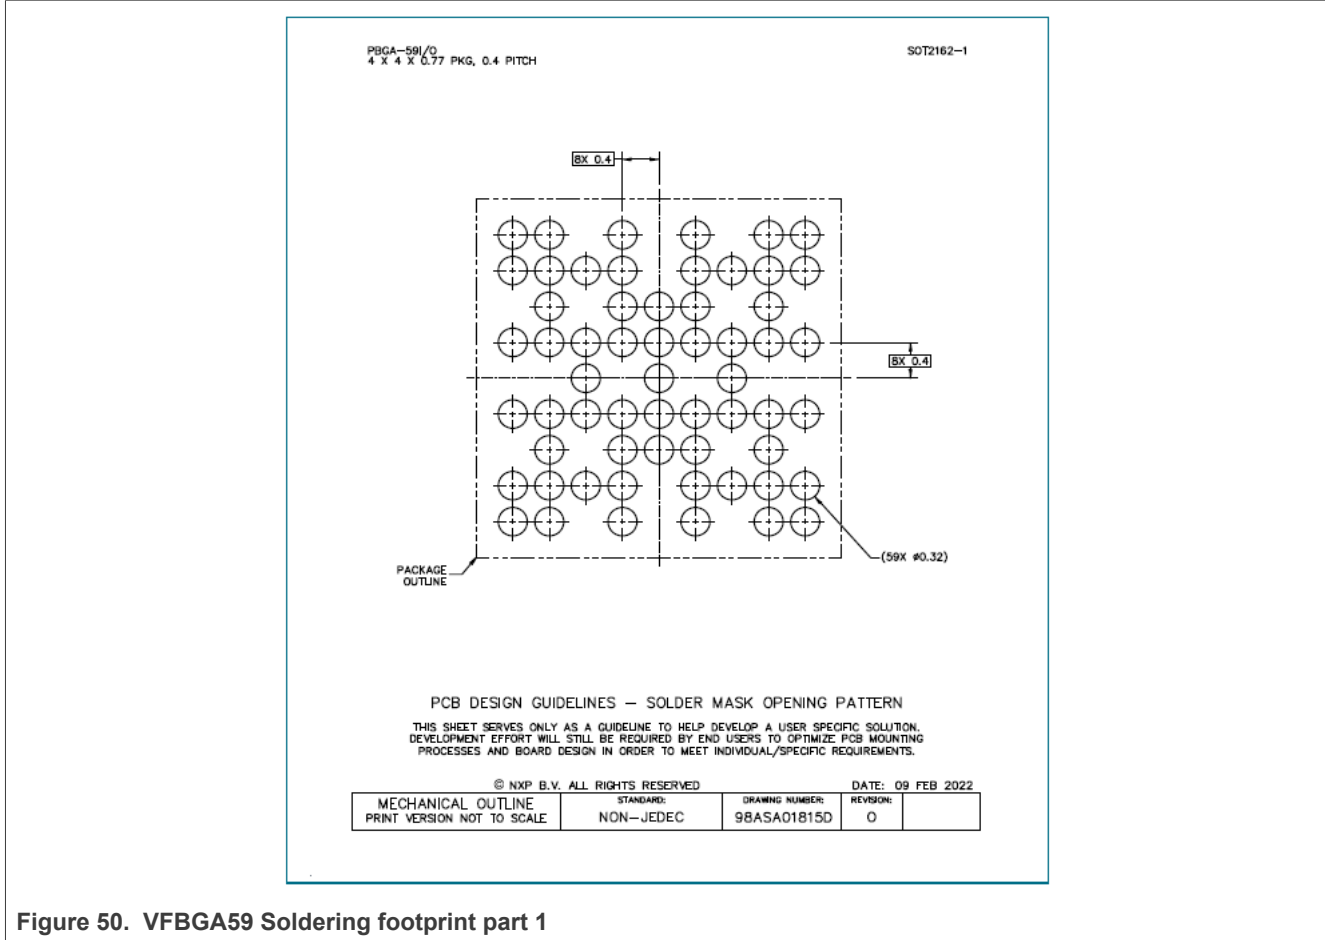 PBGA-59I/O
4 X 4 X 0.77 PKG, 0.4 PITCH
SOT2162-1
8X 0.4
8X 0.4
(59X ⌀0.32)
PACKAGE
OUTLINE
PCB DESIGN GUIDELINES - SOLDER MASK OPENING PATTERN
THIS SHEET SERVES ONLY AS A GUIDELINE TO HELP DEVELOP A USER SPECIFIC SOLUTION.
DEVELOPMENT EFFORT WILL STILL BE REQUIRED BY END USERS TO OPTIMIZE PCB MOUNTING
PROCESSES AND BOARD DESIGN IN ORDER TO MEET INDIVIDUAL/SPECIFIC REQUIREMENTS.
© NXP B.V. ALL RIGHTS RESERVED
DATE: 09 FEB 2022
MECHANICAL OUTLINE
PRINT VERSION NOT TO SCALE
STANDARD:
NON-JEDEC
DRAWING NUMBER:
98ASA01815D
REVISION:
O
Figure 50. VFBGA59 Soldering footprint part 1